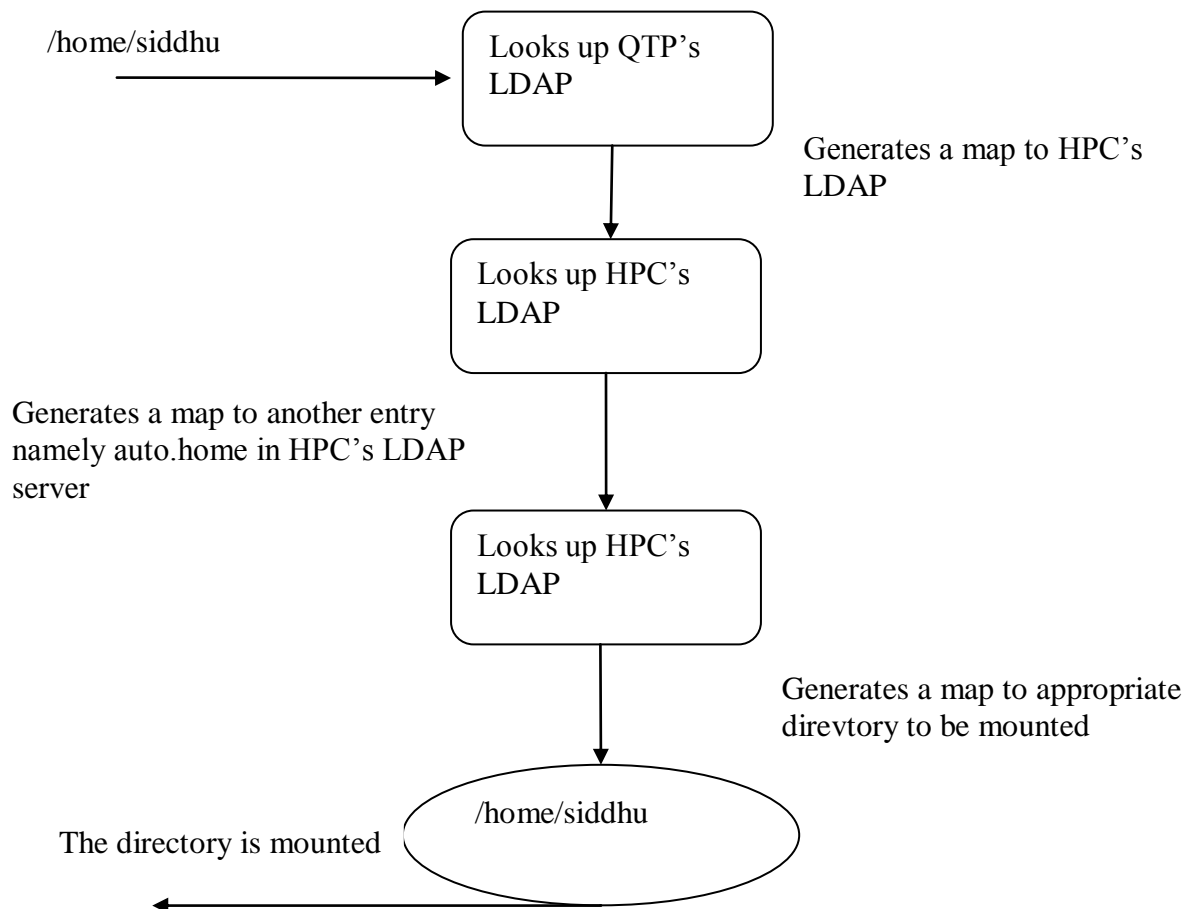 /home/siddhu
Looks up QTP’s
LDAP
Generates a map to HPC’s
LDAP
Looks up HPC’s
LDAP
Generates a map to another entry
namely auto.home in HPC’s LDAP
server
Looks up HPC’s
LDAP
Generates a map to appropriate
direvtory to be mounted
/home/siddhu
The directory is mounted